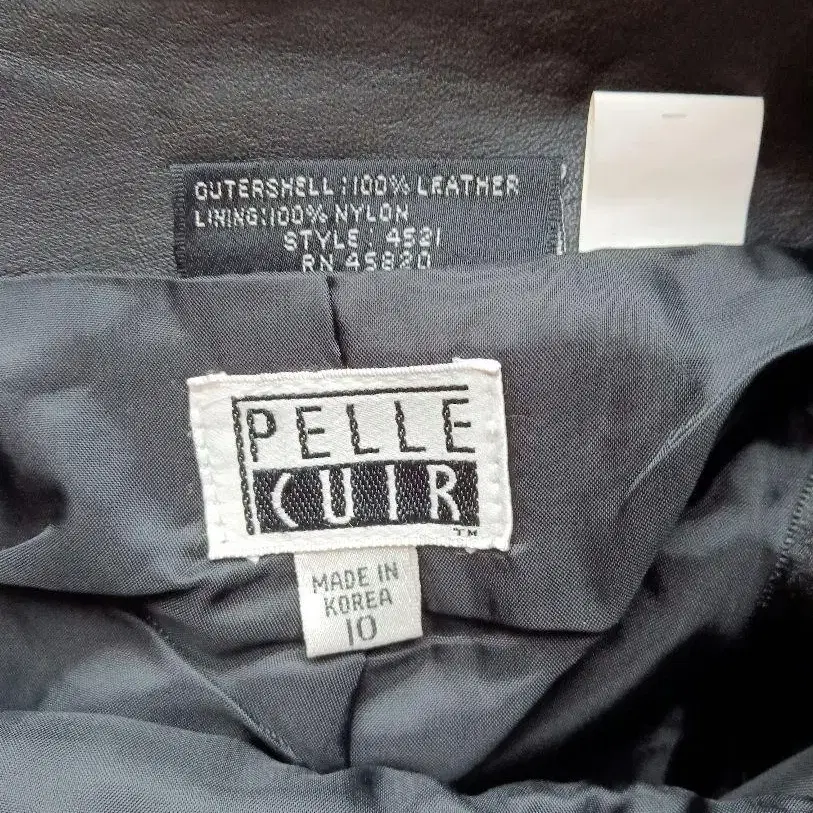 OUTERSHELL:100% LEATHER
LINING:100% NYLON
STYLE: 4521
RN 45820
PELLE
CUIR
TM
MADE IN
KOREA
10